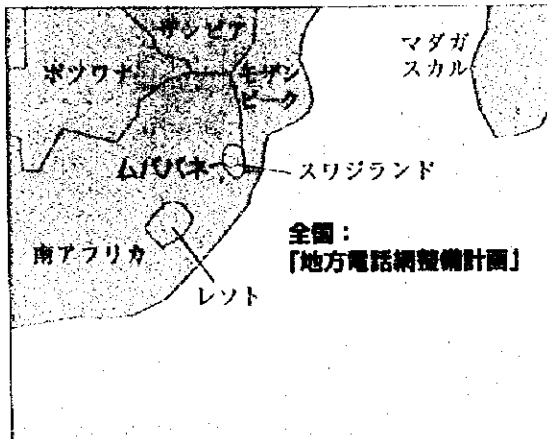 ザンビア
マダガ
スカル
ボツワナ
モザン
ビーク
ムババネ
スワジランド
全国：
「地方電話網整備計画」
南アフリカ
レソト